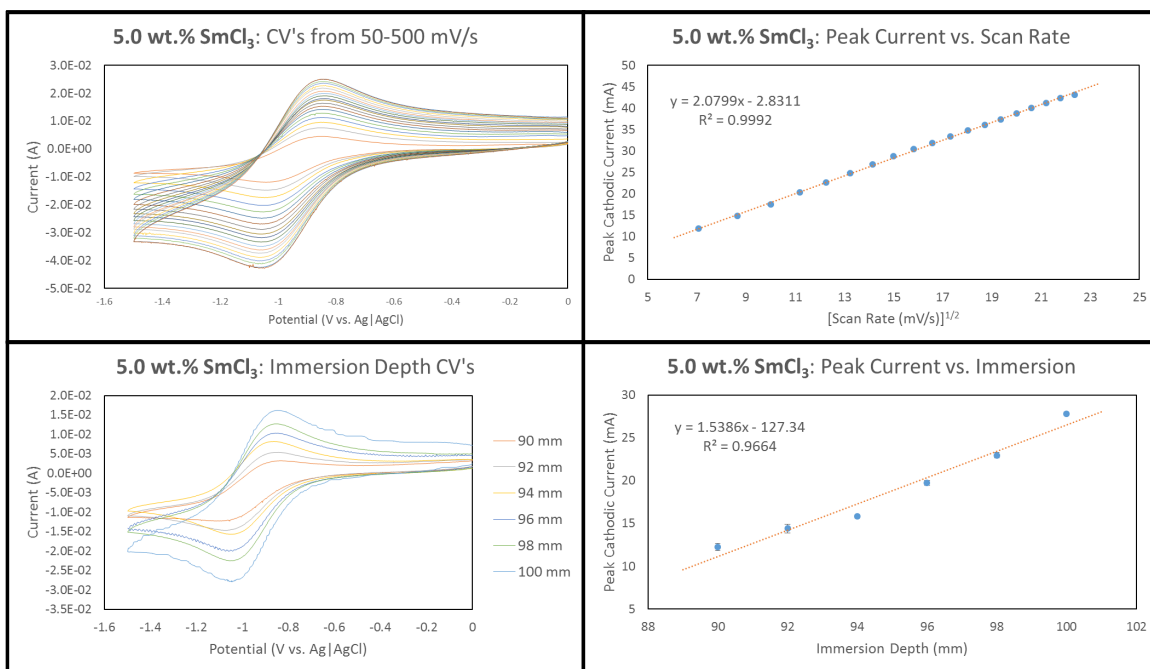 5.0 wt.% SmCl₃: CV's from 50-500 mV/s
3.0E-02
2.0E-02
1.0E-02
0.0E+00
-1.0E-02
-2.0E-02
-3.0E-02
-4.0E-02
-5.0E-02
Current (A)
-1.6
-1.4
-1.2
-1
-0.8
-0.6
-0.4
-0.2
0
Potential (V vs. Ag|AgCl)
5.0 wt.% SmCl₃: Peak Current vs. Scan Rate
50
45
40
35
30
25
20
15
10
5
0
Peak Cathodic Current (mA)
y = 2.0799x - 2.8311
R² = 0.9992
5
7
9
11
13
15
17
19
21
23
25
[Scan Rate (mV/s)]¹ᐟ²
5.0 wt.% SmCl₃: Immersion Depth CV's
2.0E-02
1.5E-02
1.0E-02
5.0E-03
0.0E+00
-5.0E-03
-1.0E-02
-1.5E-02
-2.0E-02
-2.5E-02
-3.0E-02
-3.5E-02
Current (A)
-1.6
-1.4
-1.2
-1
-0.8
-0.6
-0.4
-0.2
0
Potential (V vs. Ag|AgCl)
90 mm
92 mm
94 mm
96 mm
98 mm
100 mm
5.0 wt.% SmCl₃: Peak Current vs. Immersion
30
25
20
15
10
5
Peak Cathodic Current (mA)
y = 1.5386x - 127.34
R² = 0.9664
88
90
92
94
96
98
100
102
Immersion Depth (mm)